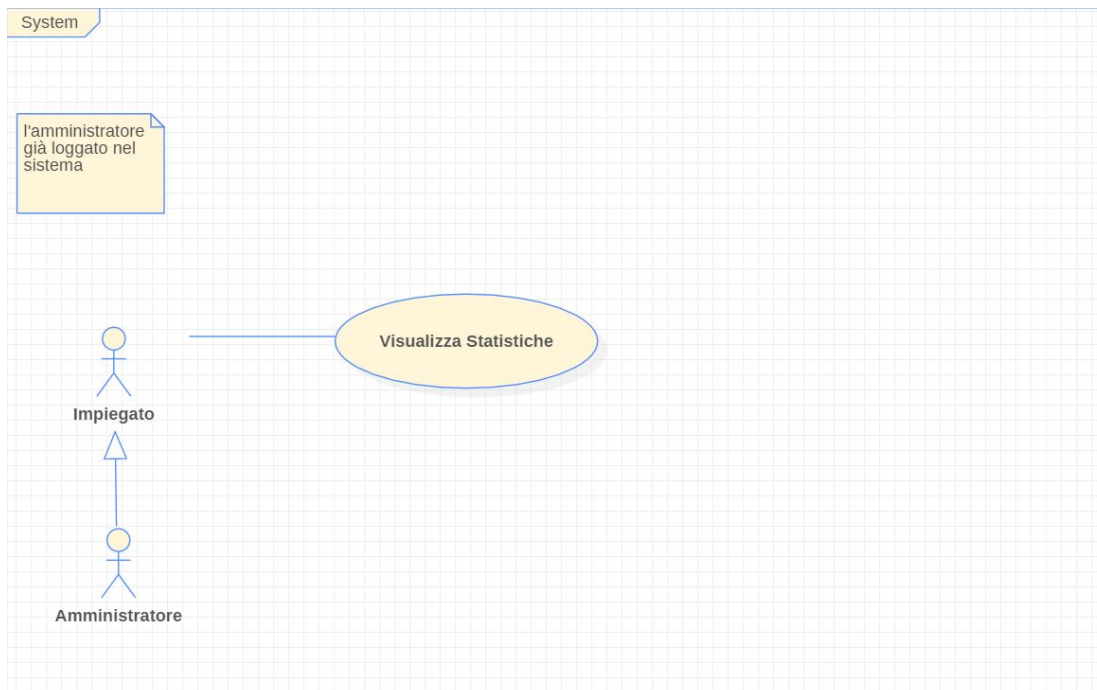 System
l'amministratore
già loggato nel
sistema
Visualizza Statistiche
Impiegato
Amministratore